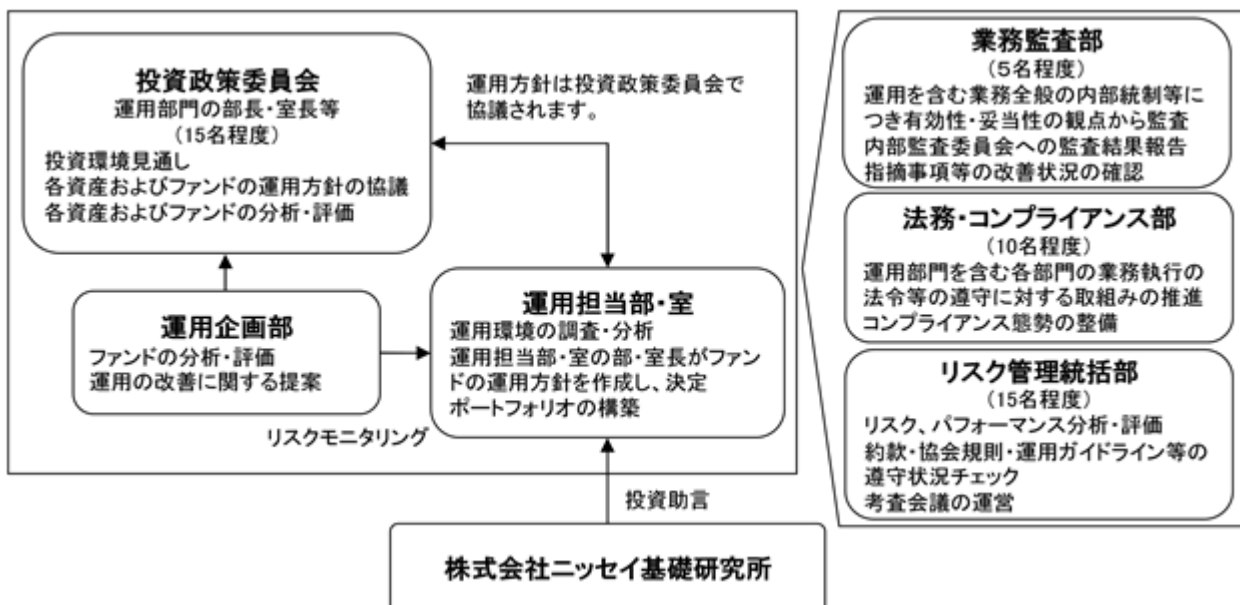 投資政策委員会
運用部門の部長・室長等
(15名程度)
投資環境見通し
各資産およびファンドの運用方針の協議
各資産およびファンドの分析・評価
運用方針は投資政策委員会で
協議されます。
運用企画部
ファンドの分析・評価
運用の改善に関する提案
運用担当部・室
運用環境の調査・分析
運用担当部・室の部・室長がファン
ドの運用方針を作成し、決定
ポートフォリオの構築
リスクモニタリング
投資助言
株式会社ニッセイ基礎研究所
業務監査部
(5名程度)
運用を含む業務全般の内部統制等に
つき有効性・妥当性の観点から監査
内部監査委員会への監査結果報告
指摘事項等の改善状況の確認
法務・コンプライアンス部
(10名程度)
運用部門を含む各部門の業務執行の
法令等の遵守に対する取組みの推進
コンプライアンス態勢の整備
リスク管理統括部
(15名程度)
リスク、パフォーマンス分析・評価
約款・協会規則・運用ガイドライン等の
遵守状況チェック
考査会議の運営